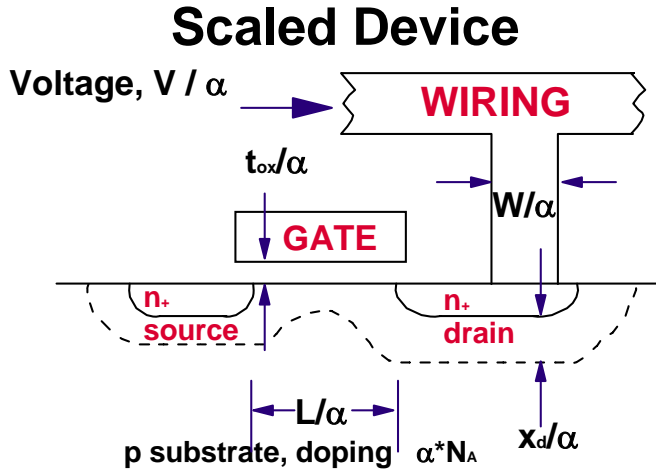 Scaled Device
Voltage, V / α
WIRING
tox/α
W/α
GATE
n+
source
n+
drain
L/α
xd/α
p substrate, doping α*NA